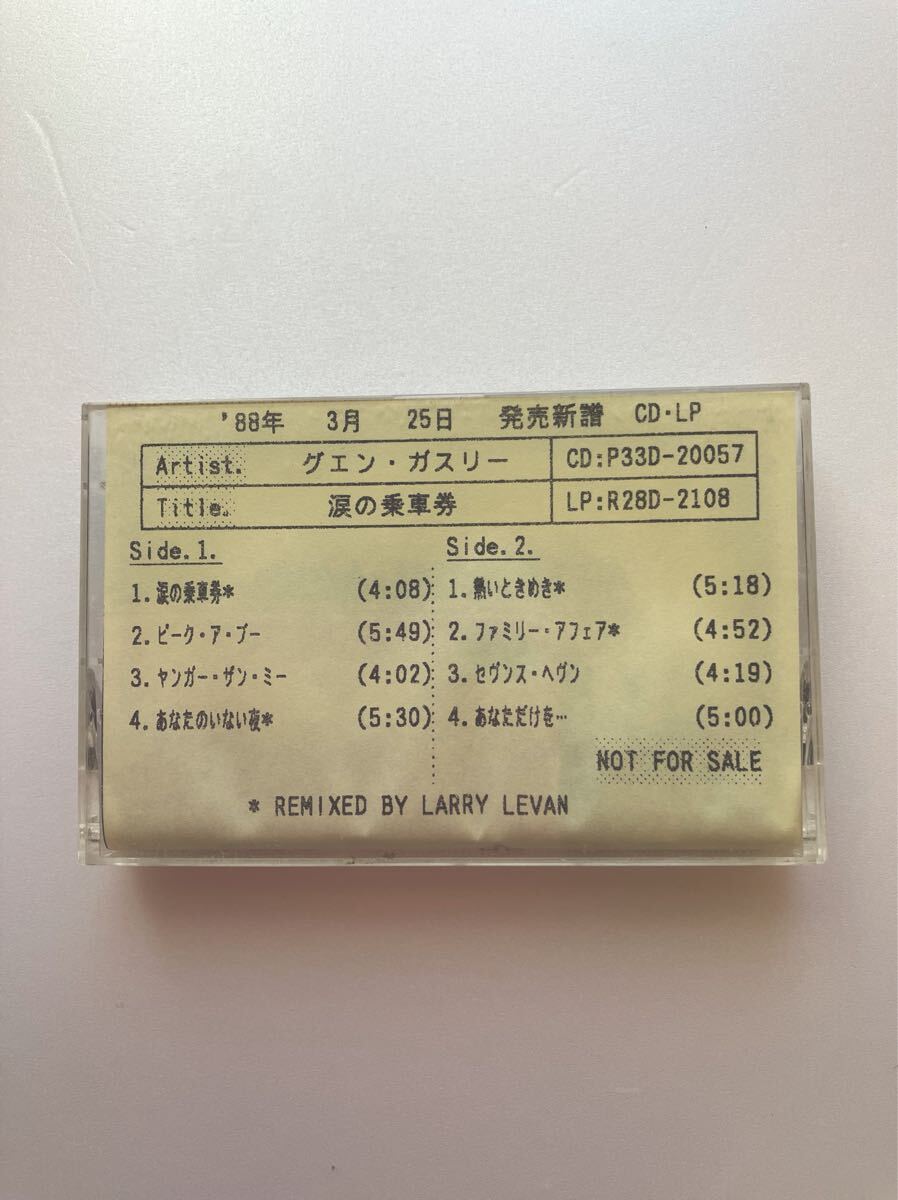 '88年 3月 25日 発売新譜 CD・LP
Artist. グエン・ガスリー CD:P33D-20057
Title. 涙の乗車券 LP:R28D-2108
Side.1.
1.涙の乗車券* (4:08)
2.ピーク・ア・ブー (5:49)
3.ヤンガー・ザン・ミー (4:02)
4.あなたのいない夜* (5:30)
Side.2.
1.熱いときめき* (5:18)
2.ファミリー・アフェア* (4:52)
3.セヴンス・ヘヴン (4:19)
4.あなただけを… (5:00)
NOT FOR SALE
* REMIXED BY LARRY LEVAN